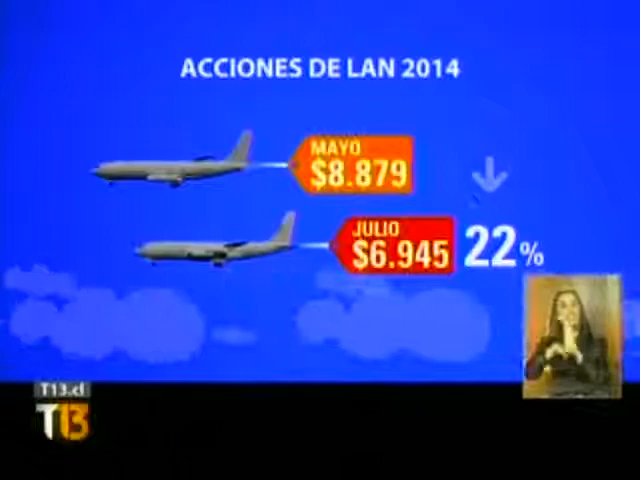 ACCIONES DE LAN 2014
MAYO
$8.879
JULIO
$6.945
22%
T13.cl
T13